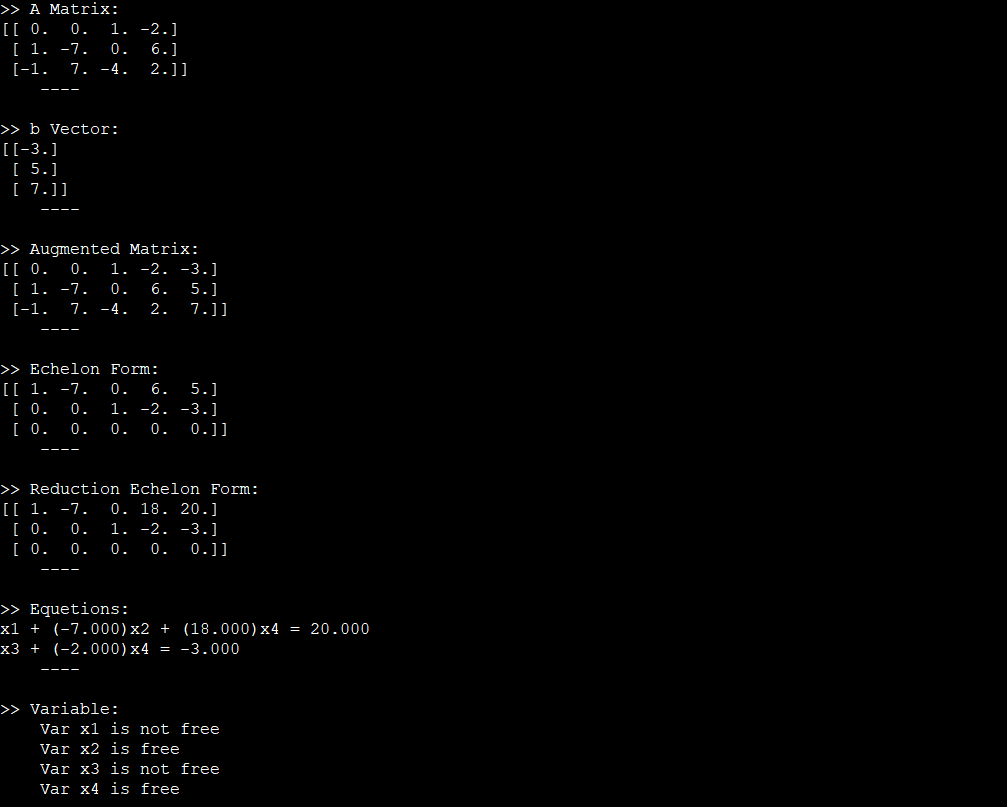 >> A Matrix:
[[ 0.  0.  1. -2.]
 [ 1. -7.  0.  6.]
 [-1.  7. -4.  2.]]
    ----
>> b Vector:
[[-3.]
 [ 5.]
 [ 7.]]
    ----
>> Augmented Matrix:
[[ 0.  0.  1. -2. -3.]
 [ 1. -7.  0.  6.  5.]
 [-1.  7. -4.  2.  7.]]
    ----
>> Echelon Form:
[[ 1. -7.  0.  6.  5.]
 [ 0.  0.  1. -2. -3.]
 [ 0.  0.  0.  0.  0.]]
    ----
>> Reduction Echelon Form:
[[ 1. -7.  0. 18. 20.]
 [ 0.  0.  1. -2. -3.]
 [ 0.  0.  0.  0.  0.]]
    ----
>> Equetions:
x1 + (-7.000)x2 + (18.000)x4 = 20.000
x3 + (-2.000)x4 = -3.000
    ----
>> Variable:
    Var x1 is not free
    Var x2 is free
    Var x3 is not free
    Var x4 is free